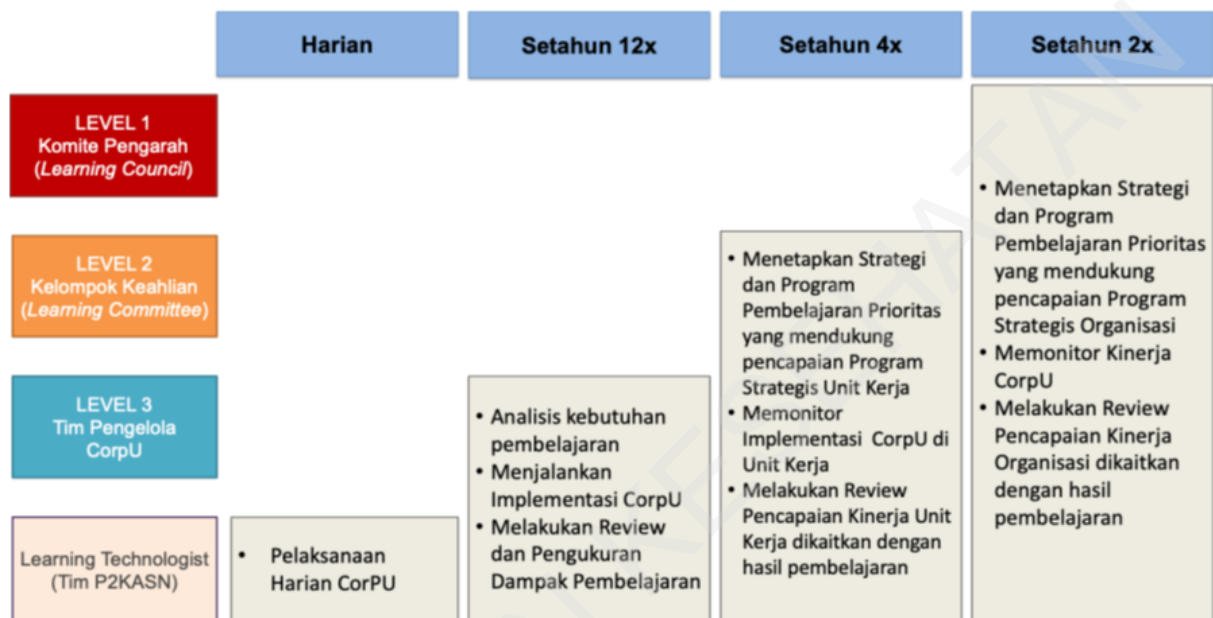 Harian
Setahun 12x
Setahun 4x
Setahun 2x
LEVEL 1
Komite Pengarah
(Learning Council)
LEVEL 2
Kelompok Keahlian
(Learning Committee)
LEVEL 3
Tim Pengelola
CorpU
Learning Technologist
(Tim P2KASN)
• Pelaksanaan
Harian CorPU
• Analisis kebutuhan
pembelajaran
• Menjalankan
Implementasi CorpU
• Melakukan Review
dan Pengukuran
Dampak Pembelajaran
• Menetapkan Strategi
dan Program
Pembelajaran Prioritas
yang mendukung
pencapaian Program
Strategis Unit Kerja
• Memonitor
Implementasi CorpU di
Unit Kerja
• Melakukan Review
Pencapaian Kinerja Unit
Kerja dikaitkan dengan
hasil pembelajaran
• Menetapkan Strategi
dan Program
Pembelajaran Prioritas
yang mendukung
pencapaian Program
Strategis Organisasi
• Memonitor Kinerja
CorpU
• Melakukan Review
Pencapaian Kinerja
Organisasi dikaitkan
dengan hasil
pembelajaran
KESEHATAN